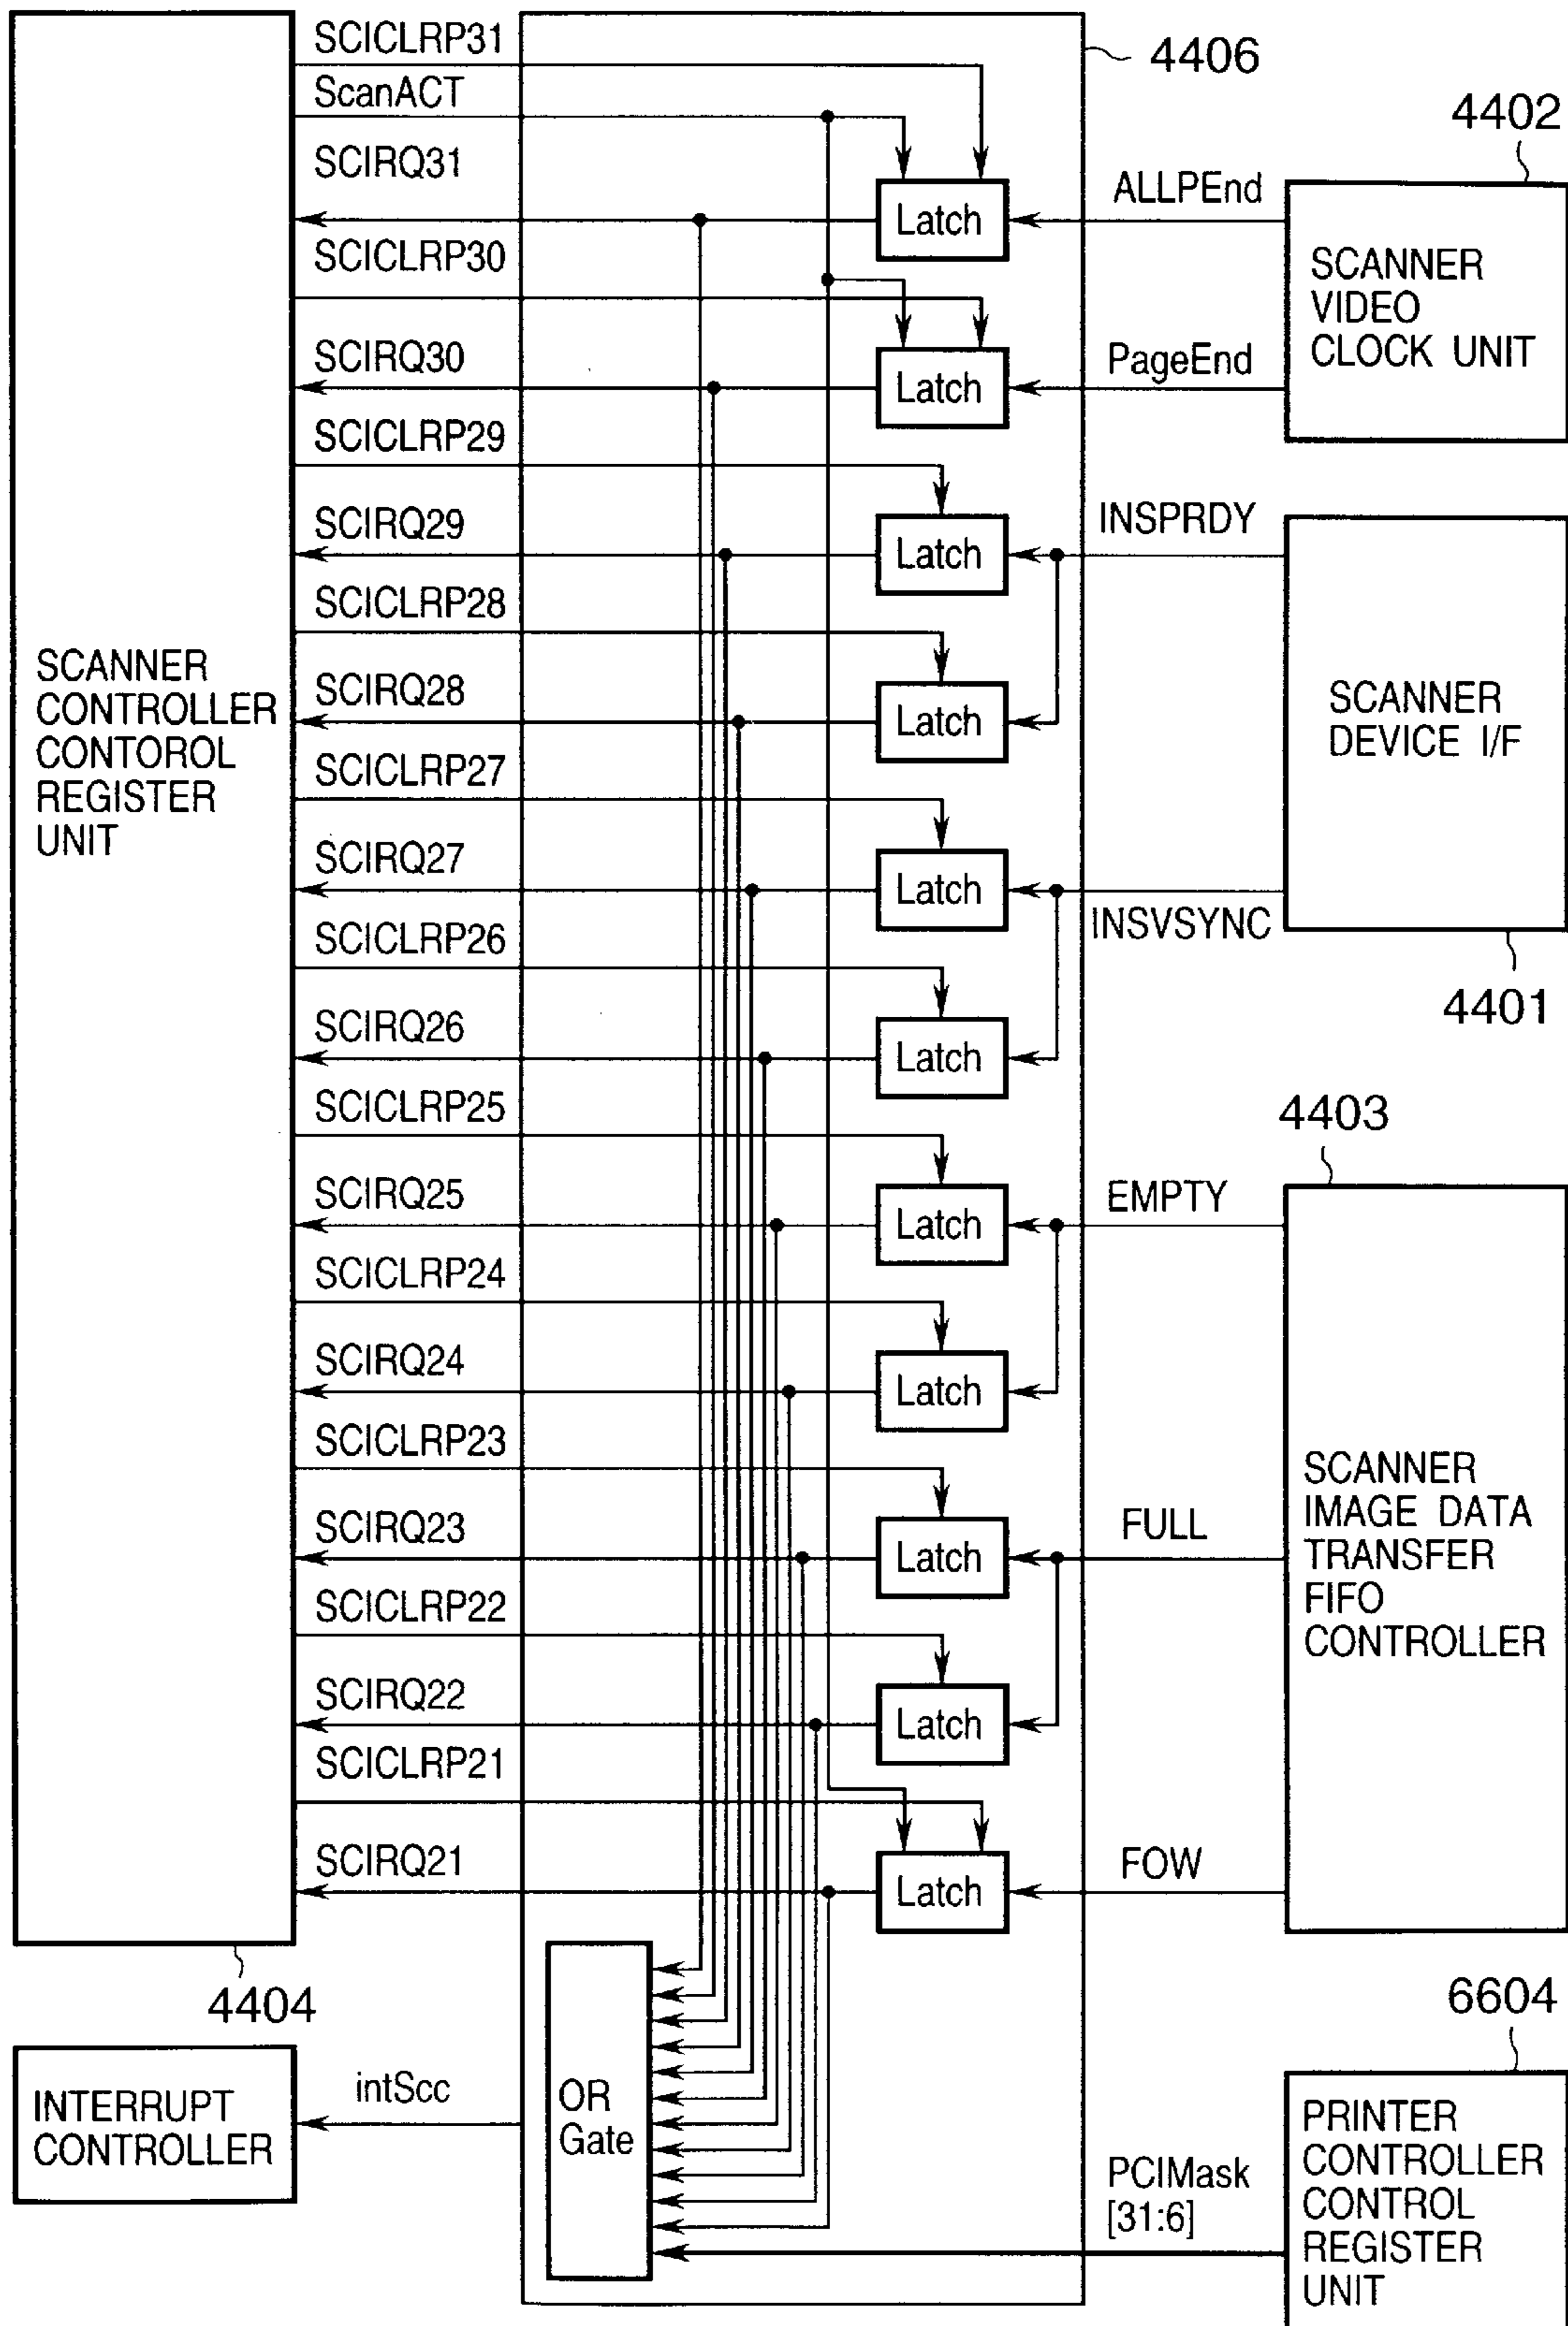 SCICLRP31
4406
ScanACT
4402
SCIRQ31
Latch
ALLPEnd
SCICLRP30
SCANNER
VIDEO
CLOCK UNIT
SCIRQ30
Latch
PageEnd
SCICLRP29
SCIRQ29
Latch
INSPRDY
SCICLRP28
SCANNER
CONTROLLER
CONTOROL
REGISTER
UNIT
SCIRQ28
Latch
SCANNER
DEVICE I/F
SCICLRP27
SCIRQ27
Latch
INSVSYNC
SCICLRP26
4401
SCIRQ26
Latch
SCICLRP25
4403
SCIRQ25
Latch
EMPTY
SCICLRP24
SCIRQ24
Latch
SCICLRP23
SCANNER
IMAGE DATA
TRANSFER
FIFO
CONTROLLER
SCIRQ23
Latch
FULL
SCICLRP22
SCIRQ22
Latch
SCICLRP21
SCIRQ21
Latch
FOW
4404
6604
INTERRUPT
CONTROLLER
intScc
OR
Gate
PCIMask
[31:6]
PRINTER
CONTROLLER
CONTROL
REGISTER
UNIT